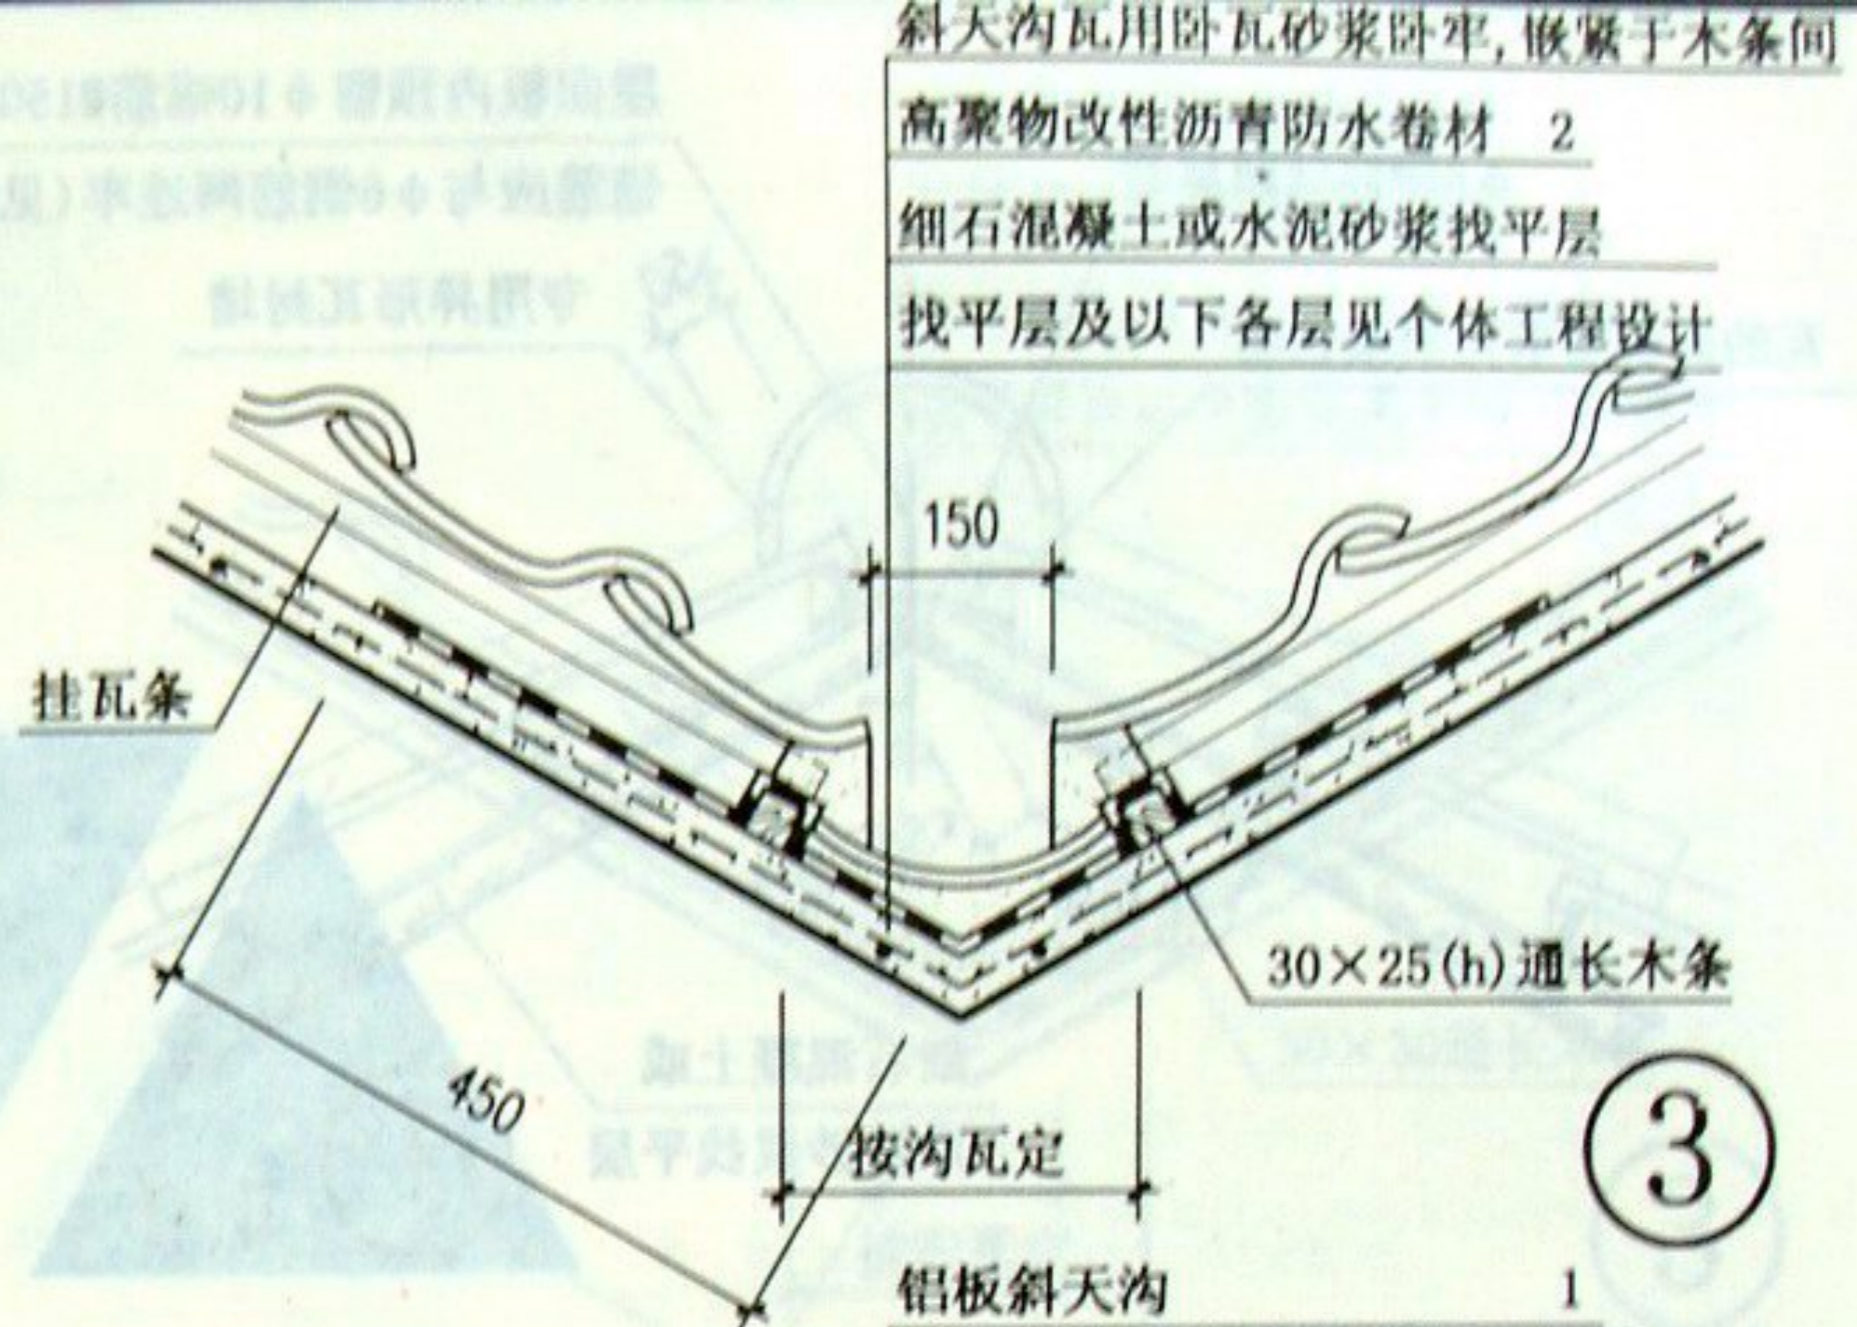 斜天沟瓦用卧瓦砂浆卧牢,嵌紧于木条间
高聚物改性沥青防水卷材 2
细石混凝土或水泥砂浆找平层
找平层及以下各层见个体工程设计
150
挂瓦条
30×25(h)通长木条
450
按沟瓦定
3
铝板斜天沟 1